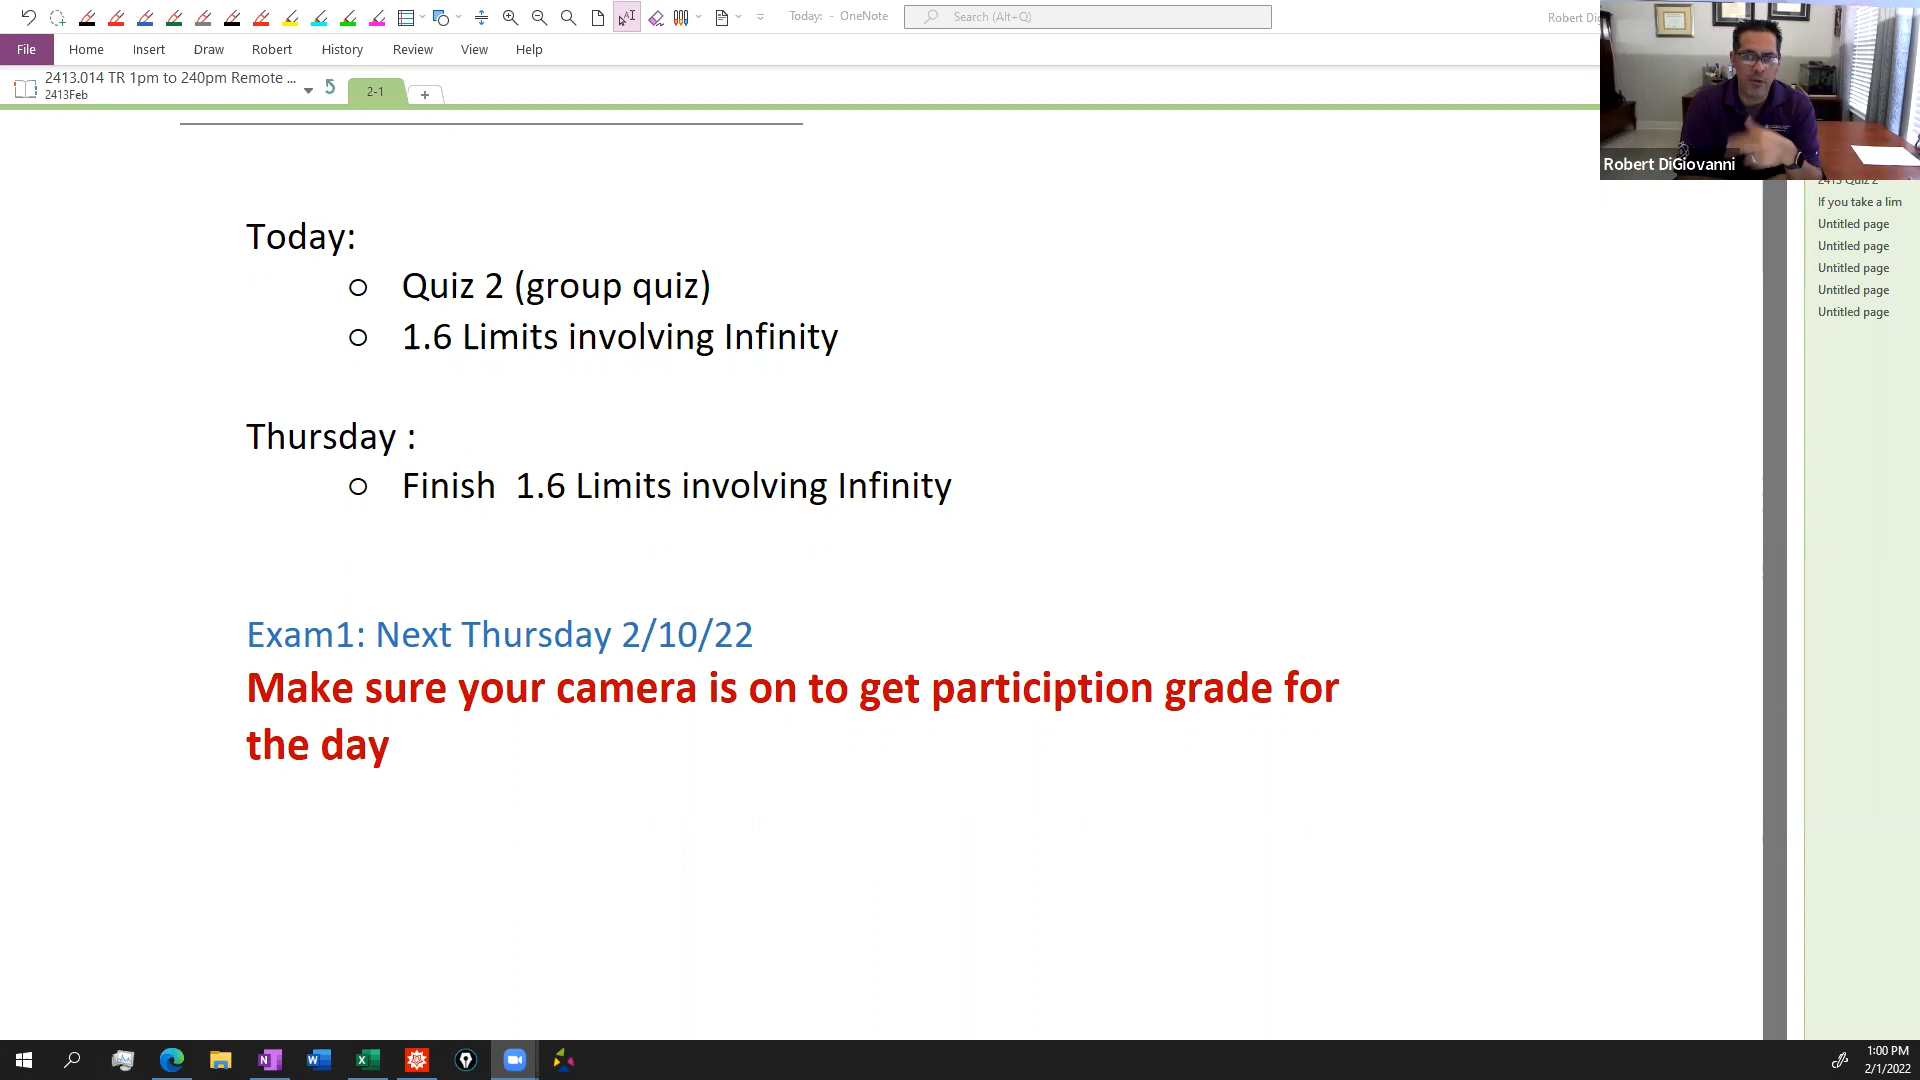 Today: - OneNote
Search (Alt+Q)
Robert Di
File
Home
Insert
Draw
Robert
History
Review
View
Help
2413.014 TR 1pm to 240pm Remote ...
2413Feb
2-1
Robert DiGiovanni
2413 Quiz 2
If you take a lim
Untitled page
Untitled page
Untitled page
Untitled page
Untitled page
Today:
Quiz 2 (group quiz)
1.6 Limits involving Infinity
Thursday :
Finish 1.6 Limits involving Infinity
Exam1: Next Thursday 2/10/22
Make sure your camera is on to get particiption grade for
the day
1:00 PM
2/1/2022